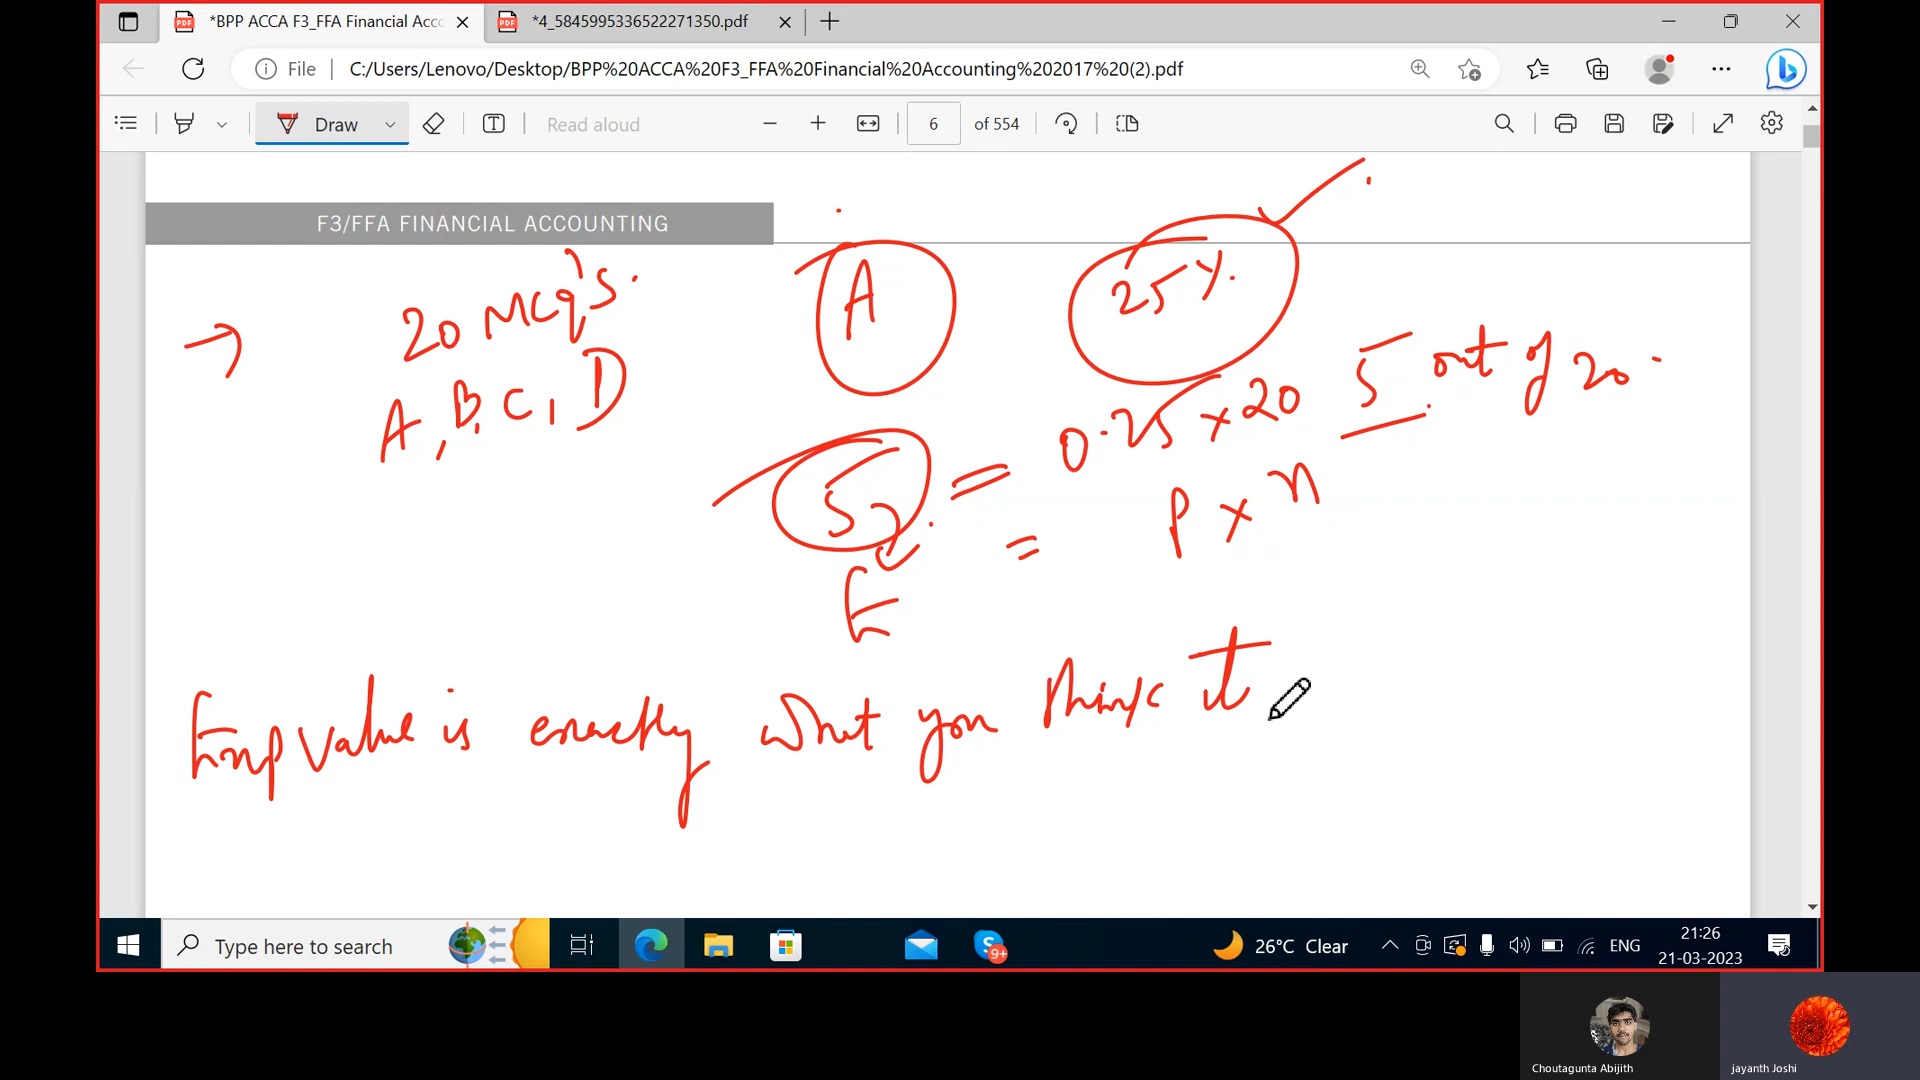 *BPP ACCA F3_FFA Financial Acco
*4_5845995336522271350.pdf
File
C:/Users/Lenovo/Desktop/BPP%20ACCA%20F3_FFA%20Financial%20Accounting%202017%20(2).pdf
Draw
Read aloud
6 of 554
F3/FFA FINANCIAL ACCOUNTING
→ 20 MCq's.
A, B, C, D
A
25%
5 out of 20
5 = 0.25 x 20
E = P x n
Exp value is exactly what you think it
Type here to search
9+
26°C Clear
ENG
21:26
21-03-2023
Choutagunta Abijith
jayanth Joshi